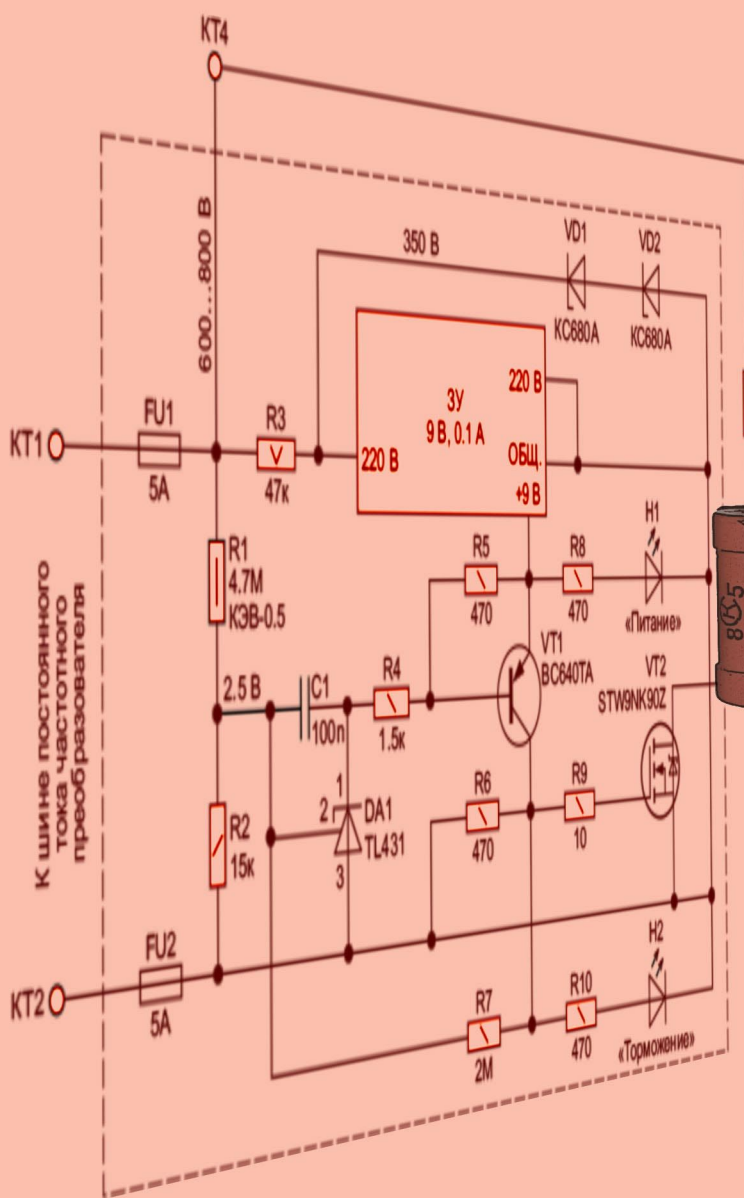 КТ4
600...800 В
350 В
VD1
КС680А
VD2
КС680А
КТ1
FU1
5А
R3
47к
220 В
ЗУ
9 В, 0.1 А
220 В
ОБЩ.
+9 В
R1
4.7М
КЭВ-0.5
R5
470
R8
470
H1
«Питание»
К шине постоянного
тока частотного
преобразователя
2.5 В
C1
100n
R4
1.5к
VT1
BC640TA
VT2
STW9NK90Z
R2
15к
1
2
3
DA1
TL431
R6
470
R9
10
КТ2
FU2
5А
R7
2М
R10
470
H2
«Торможение»